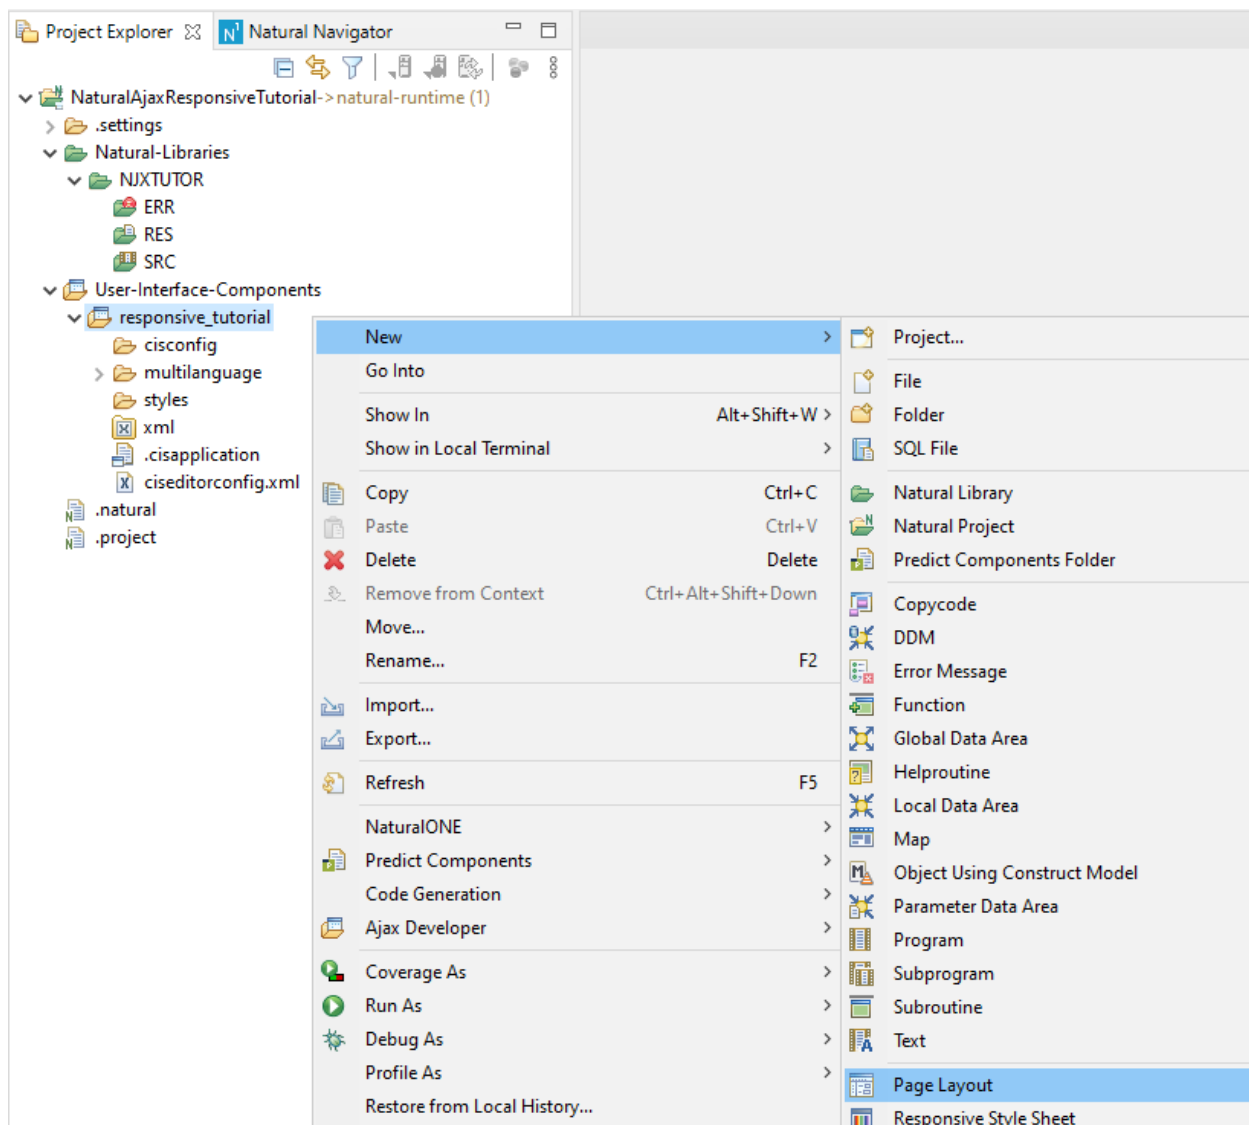 Project Explorer Natural Navigator
NaturalAjaxResponsiveTutorial->natural-runtime (1)
.settings
Natural-Libraries
NJXTUTOR
ERR
RES
SRC
User-Interface-Components
responsive_tutorial
cisconfig
multilanguage
styles
xml
.cisapplication
ciseditorconfig.xml
.natural
.project
New
Go Into
Show In Alt+Shift+W
Show in Local Terminal
Copy Ctrl+C
Paste Ctrl+V
Delete Delete
Remove from Context Ctrl+Alt+Shift+Down
Move...
Rename... F2
Import...
Export...
Refresh F5
NaturalONE
Predict Components
Code Generation
Ajax Developer
Coverage As
Run As
Debug As
Profile As
Restore from Local History...
Project...
File
Folder
SQL File
Natural Library
Natural Project
Predict Components Folder
Copycode
DDM
Error Message
Function
Global Data Area
Helproutine
Local Data Area
Map
Object Using Construct Model
Parameter Data Area
Program
Subprogram
Subroutine
Text
Page Layout
Responsive Style Sheet